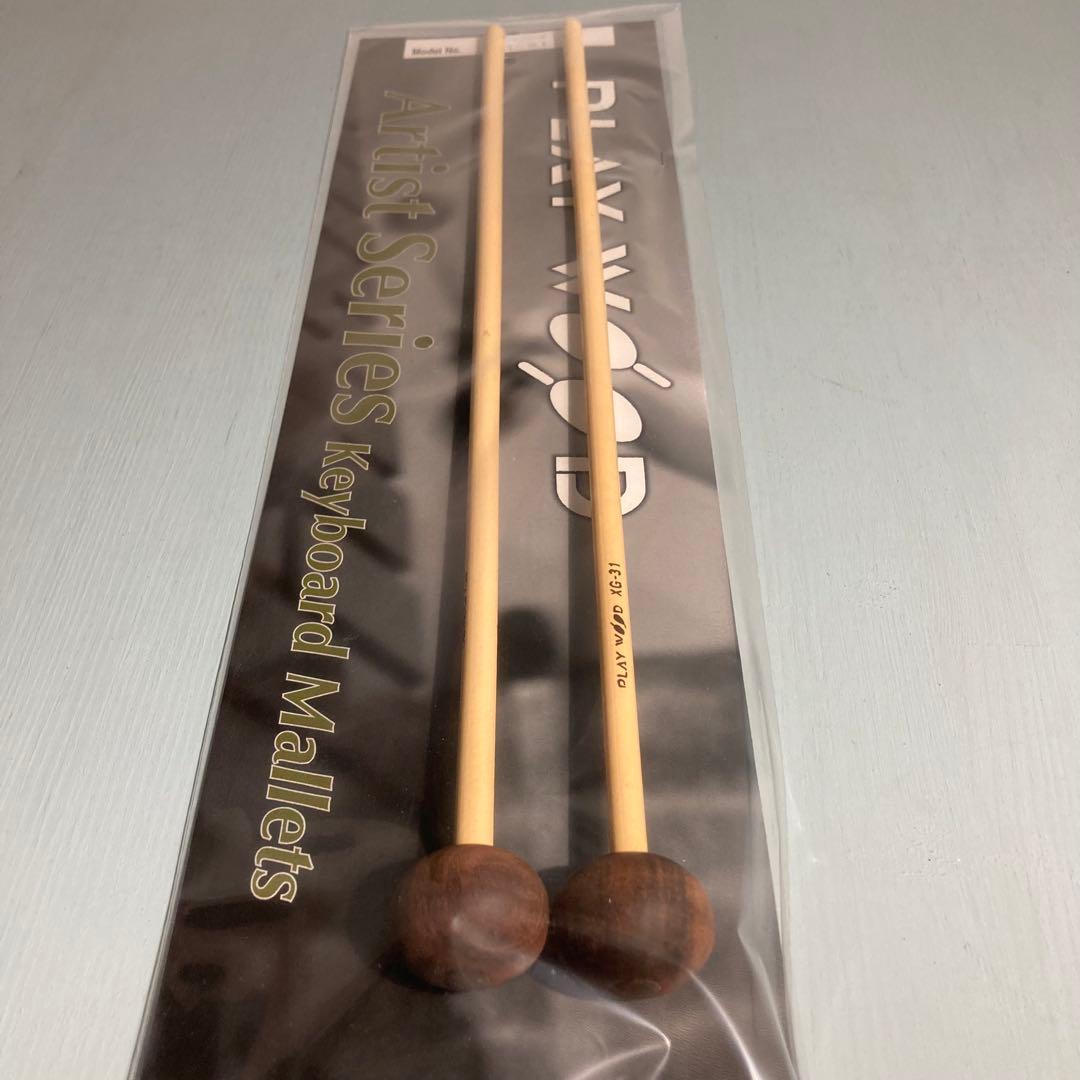 Model No.
PLAY WOOD
Artist Series Keyboard Mallets
PLAY WOOD XG-31